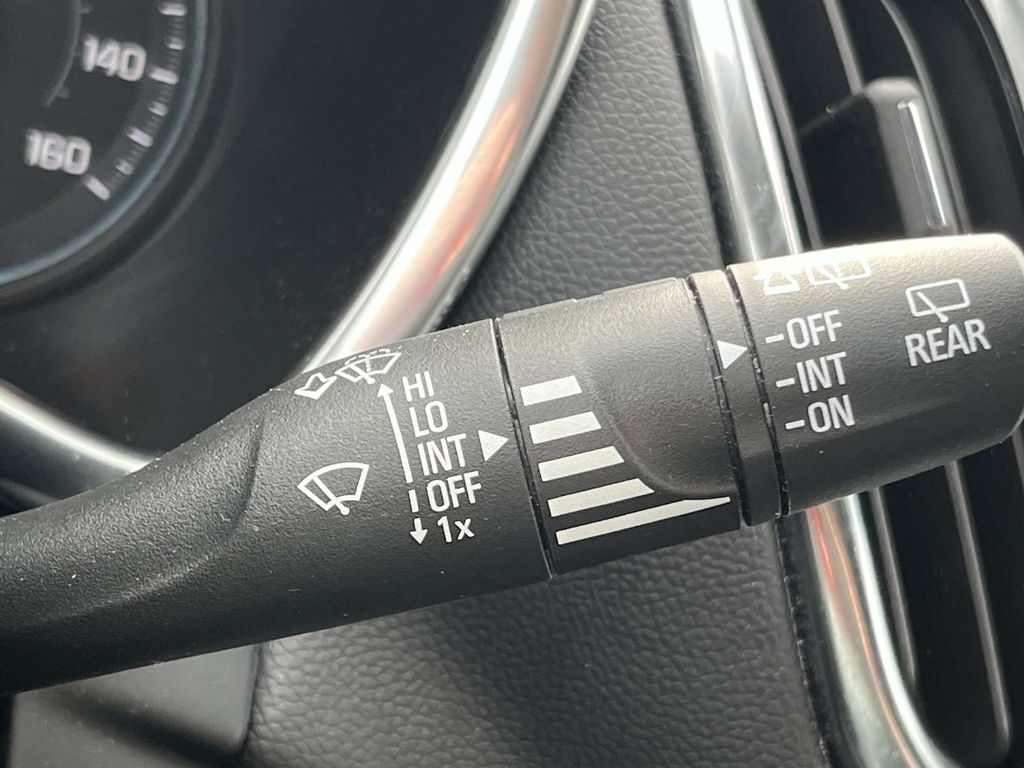 140
160
HI
LO
INT
OFF
1x
-OFF
-INT
-ON
REAR